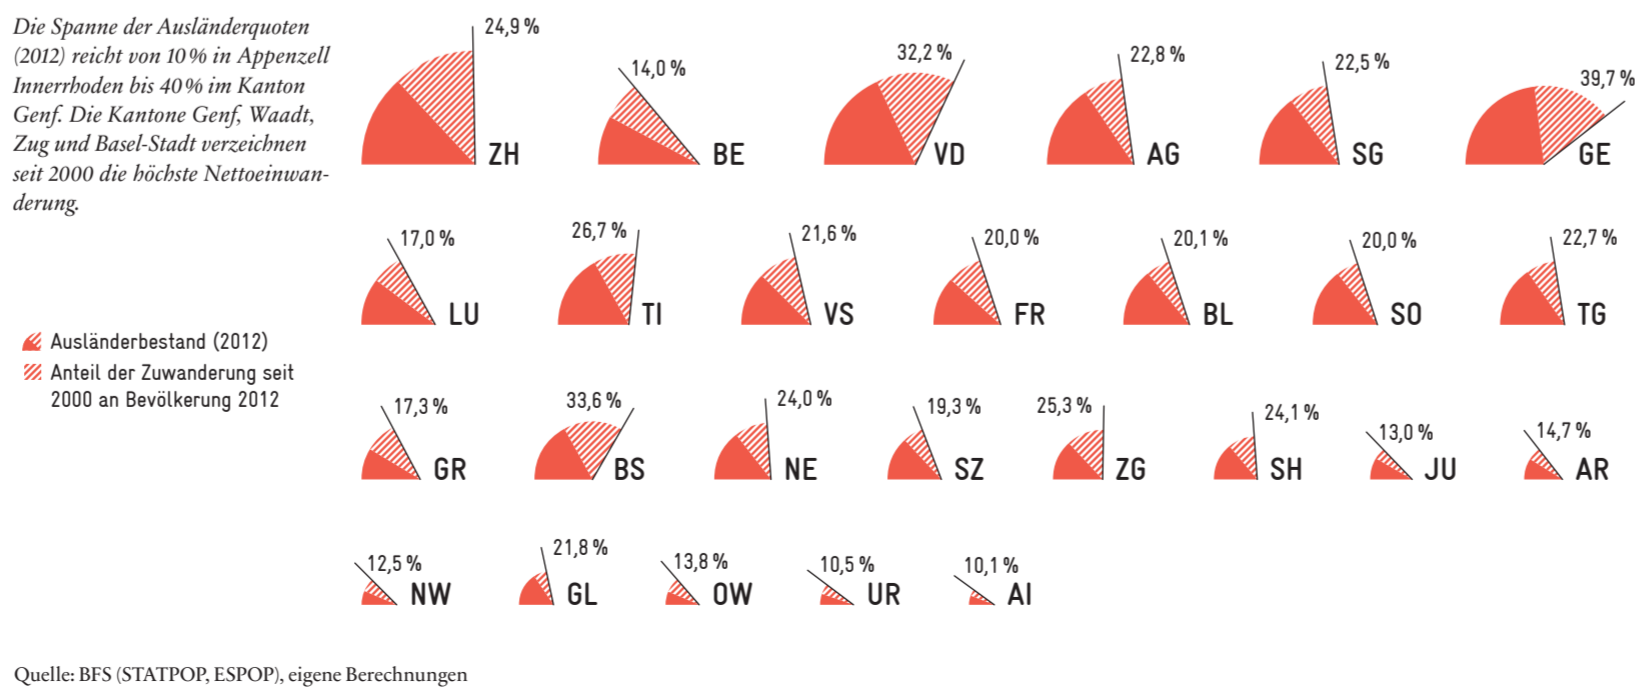 Die Spanne der Ausländerquoten
(2012) reicht von 10% in Appenzell
Innerrhoden bis 40% im Kanton
Genf. Die Kantone Genf, Waadt,
Zug und Basel-Stadt verzeichnen
seit 2000 die höchste Nettoeinwan-
derung.
24,9 %
ZH
14,0 %
BE
32,2 %
VD
22,8 %
AG
22,5 %
SG
39,7 %
GE
17,0 %
LU
26,7 %
TI
21,6 %
VS
20,0 %
FR
20,1 %
BL
20,0 %
SO
22,7 %
TG
Ausländerbestand (2012)
Anteil der Zuwanderung seit
2000 an Bevölkerung 2012
17,3 %
GR
33,6 %
BS
24,0 %
NE
19,3 %
SZ
25,3 %
ZG
24,1 %
SH
13,0 %
JU
14,7 %
AR
12,5 %
NW
21,8 %
GL
13,8 %
OW
10,5 %
UR
10,1 %
AI
Quelle: BFS (STATPOP, ESPOP), eigene Berechnungen